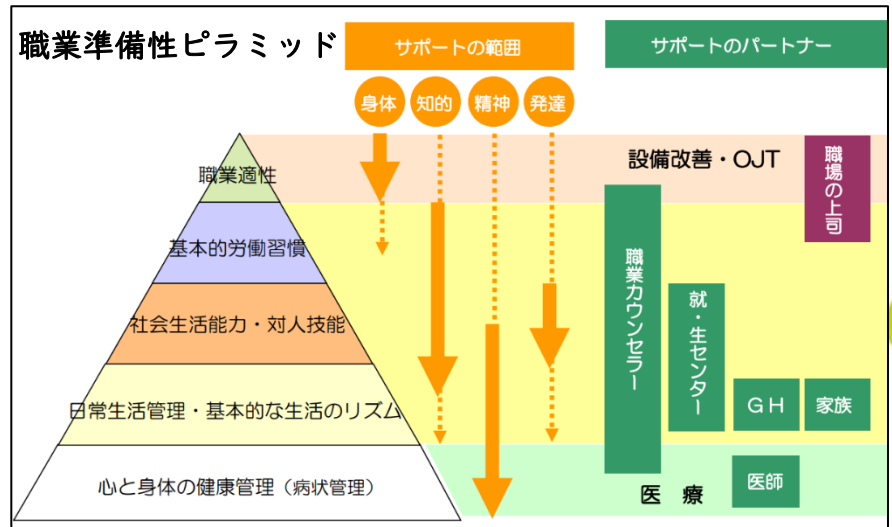 職業準備性ピラミッド
サポートの範囲
サポートのパートナー
身体
知的
精神
発達
職業適性
基本的労働習慣
社会生活能力・対人技能
日常生活管理・基本的な生活のリズム
心と身体の健康管理（病状管理）
設備改善・OJT
職場の上司
職業カウンセラー
就・生センター
GH
家族
医療
医師